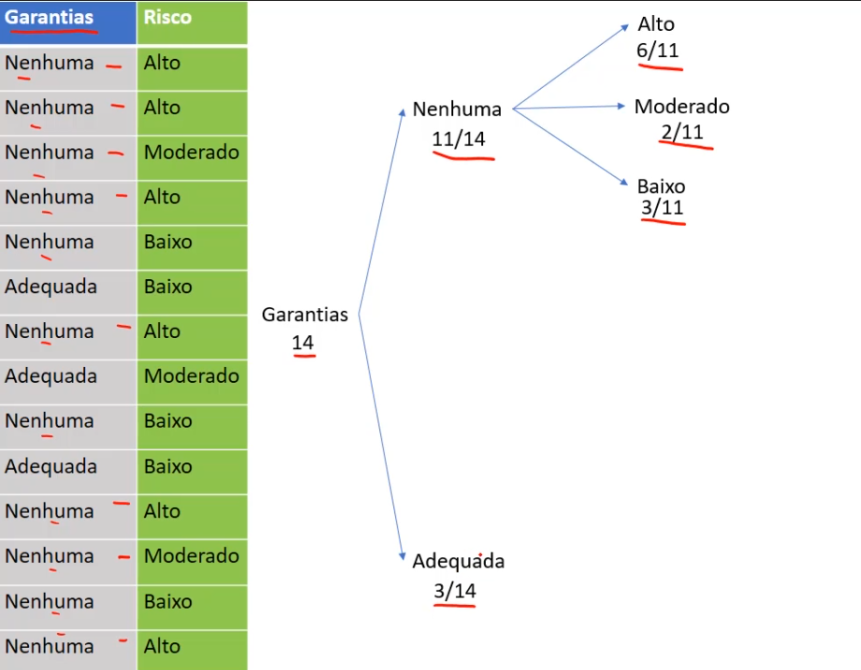 Garantias Risco
Nenhuma Alto
Nenhuma Alto
Nenhuma Moderado
Nenhuma Alto
Nenhuma Baixo
Adequada Baixo
Nenhuma Alto
Adequada Moderado
Nenhuma Baixo
Adequada Baixo
Nenhuma Alto
Nenhuma Moderado
Nenhuma Baixo
Nenhuma Alto
Garantias
14
Nenhuma
11/14
Alto
6/11
Moderado
2/11
Baixo
3/11
Adequada
3/14